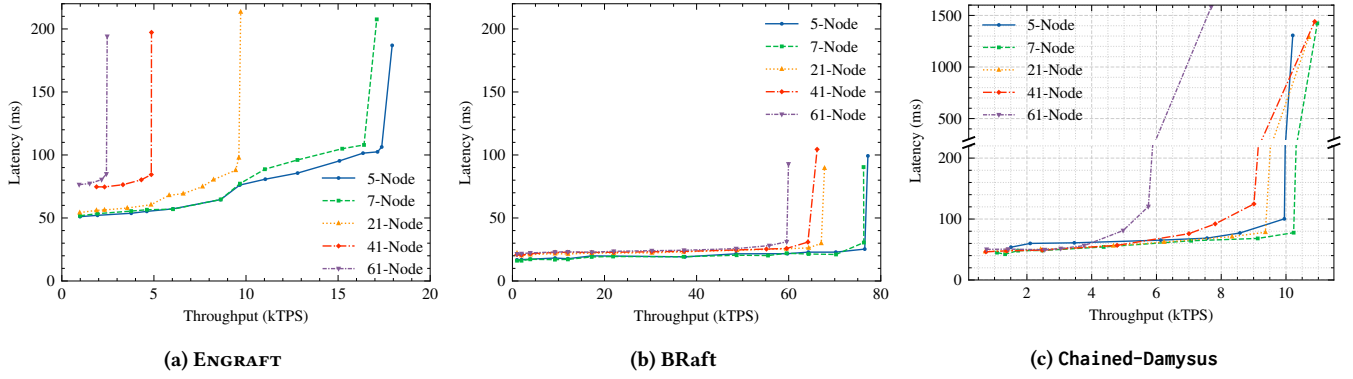 200
150
100
50
0
Latency (ms)
0 5 10 15 20
Throughput (kTPS)
5-Node
7-Node
21-Node
41-Node
61-Node
(a) ENGRAFT
200
150
100
50
0
Latency (ms)
0 20 40 60 80
Throughput (kTPS)
5-Node
7-Node
21-Node
41-Node
61-Node
(b) BRaft
1500
1000
500
200
100
0
Latency (ms)
2 4 6 8 10
Throughput (kTPS)
5-Node
7-Node
21-Node
41-Node
61-Node
(c) Chained-Damysus